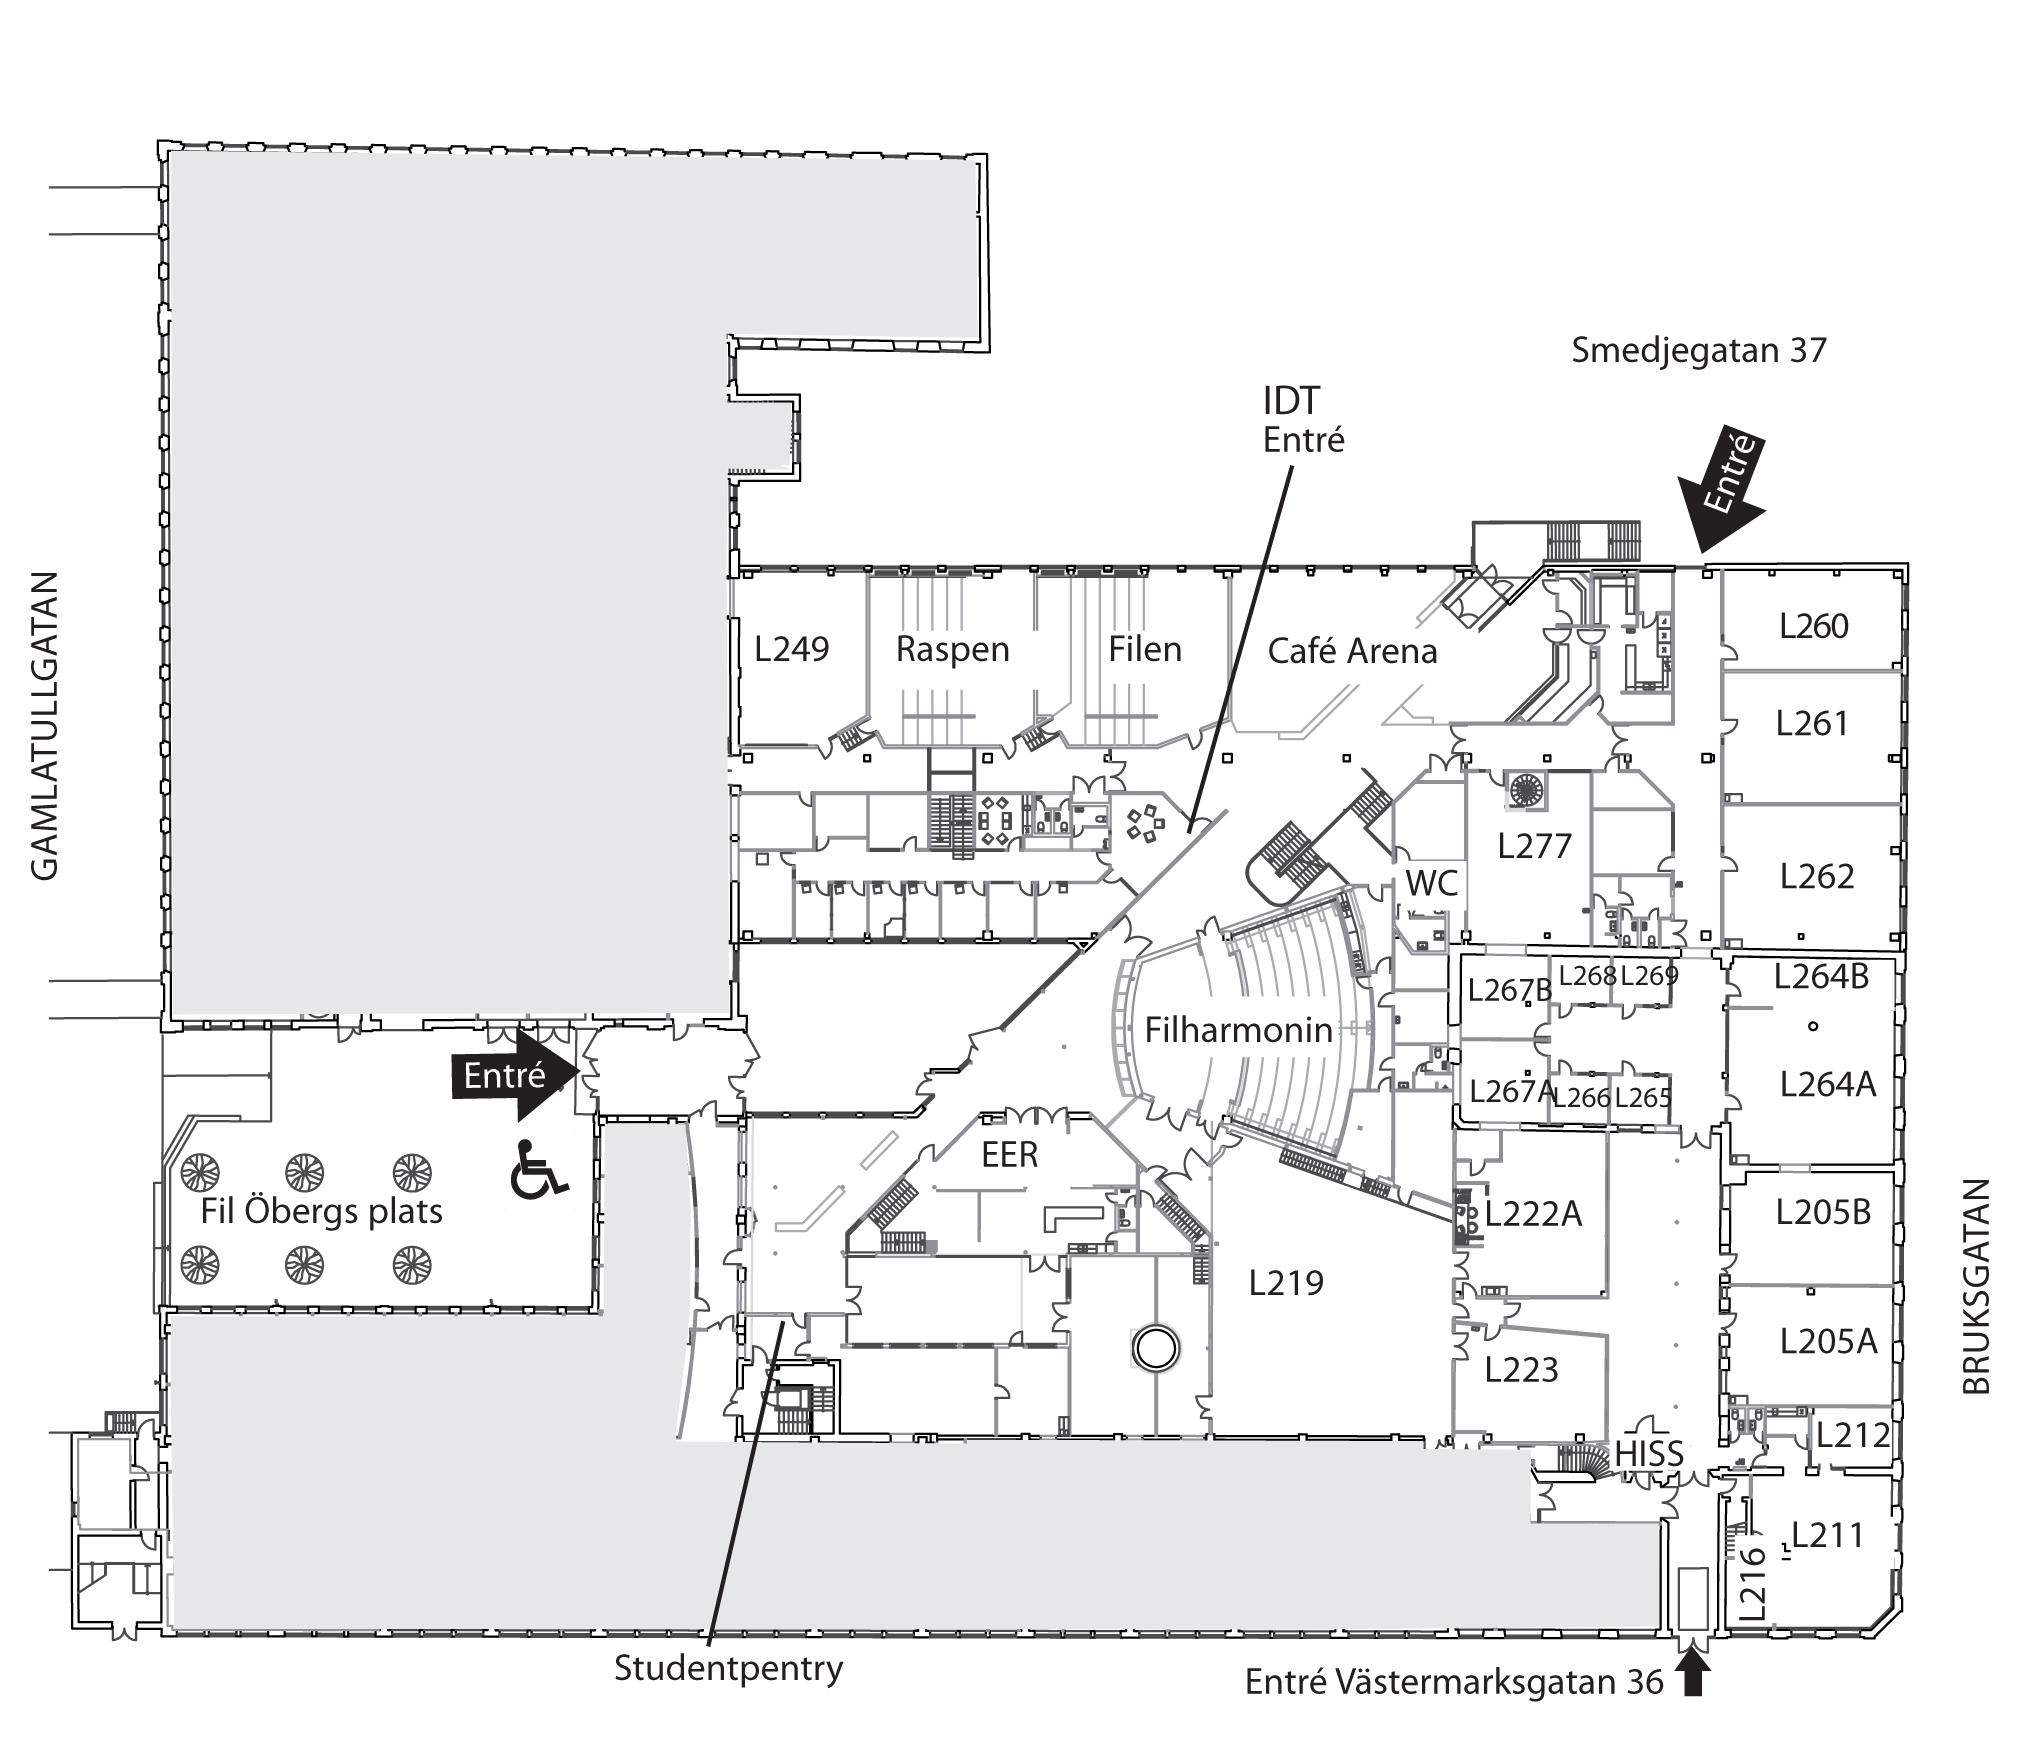 Smedjegatan 37
IDT
Entré
Entré
GAMLATULLGATAN
L249
Raspen
Filen
Café Arena
L260
L261
L277
WC
L262
L267B
L268
L269
L264B
Filharmonin
Entré
L267A
L266
L265
L264A
EER
Fil Öbergs plats
L222A
L205B
L219
L223
L205A
BRUKSGATAN
HISS
L212
L211
L216
Studentpentry
Entré Västermarksgatan 36